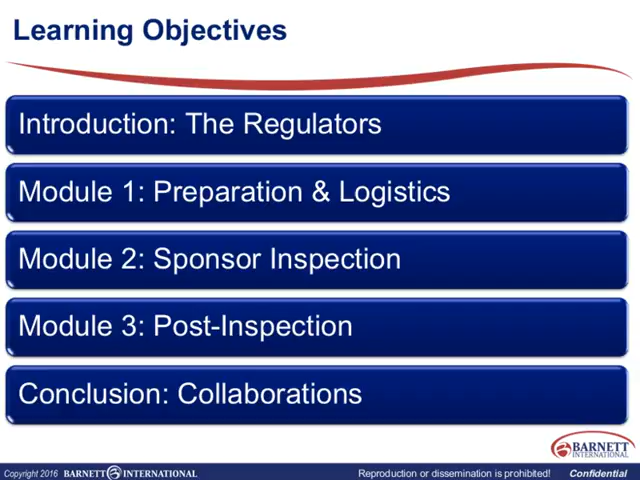 Learning Objectives
Introduction: The Regulators
Module 1: Preparation & Logistics
Module 2: Sponsor Inspection
Module 3: Post-Inspection
Conclusion: Collaborations
BARNETT
INTERNATIONAL
Copyright 2016 BARNETT INTERNATIONAL Reproduction or dissemination is prohibited! Confidential